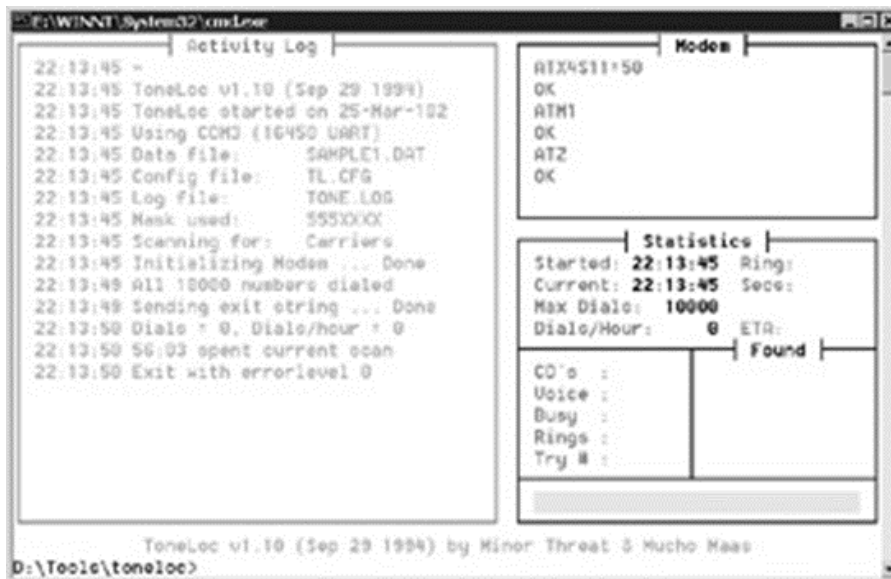 E:\WINNT\System32\cmd.exe
Activity Log
22:13:45 ~
22:13:45 ToneLoc v1.10 (Sep 29 1994)
22:13:45 ToneLoc started on 25-Mar-102
22:13:45 Using COM3 (16450 UART)
22:13:45 Data file: SAMPLE1.DAT
22:13:45 Config file: TL.CFG
22:13:45 Log file: TONE.LOG
22:13:45 Mask used: 555XXXX
22:13:45 Scanning for: Carriers
22:13:45 Initializing Modem ... Done
22:13:49 All 10000 numbers dialed
22:13:49 Sending exit string ... Done
22:13:50 Dials = 0, Dials/hour = 0
22:13:50 56:03 spent current scan
22:13:50 Exit with errorlevel 0
Modem
ATX4S11=50
OK
ATM1
OK
ATZ
OK
Statistics
Started: 22:13:45 Ring:
Current: 22:13:45 Secs:
Max Dials: 10000
Dials/Hour: 0 ETA:
Found
CD's :
Voice :
Busy :
Rings :
Try # :
ToneLoc v1.10 (Sep 29 1994) by Minor Threat & Mucho Maas
D:\Tools\toneloc>